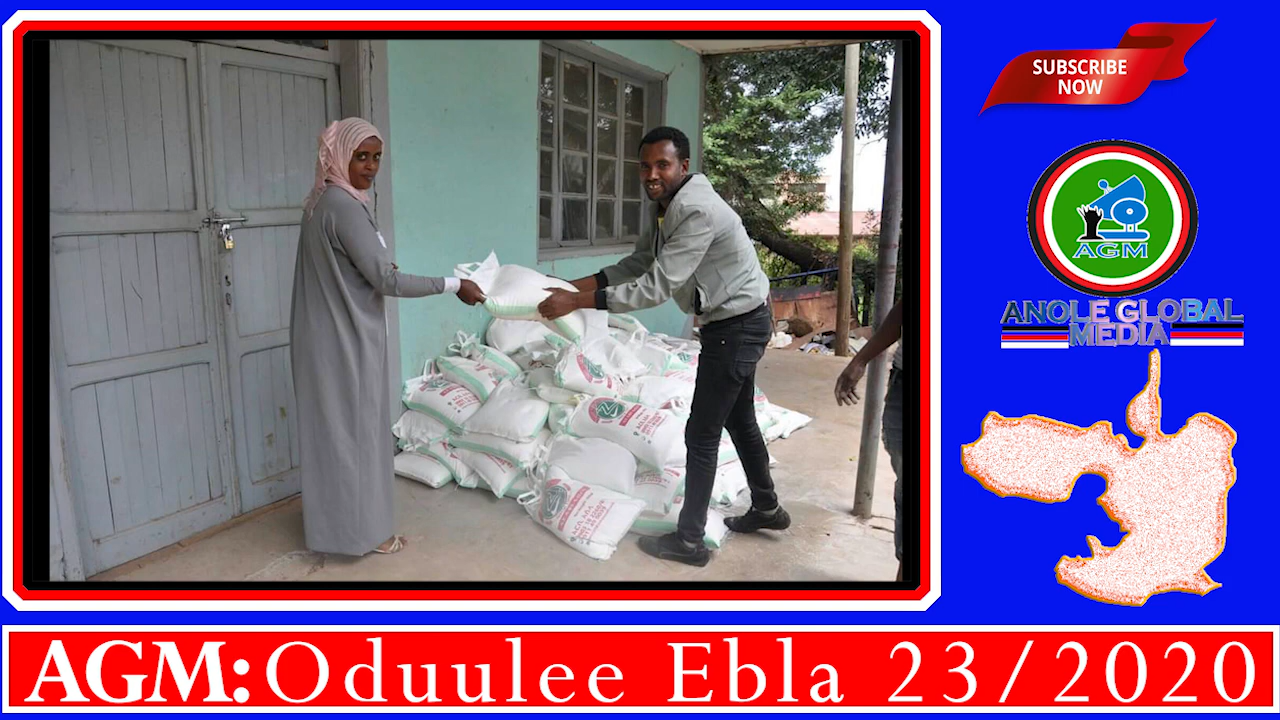 SUBSCRIBE
NOW
AGM
ANOLE GLOBAL
MEDIA
AGM:Oduulee Ebla 23/2020